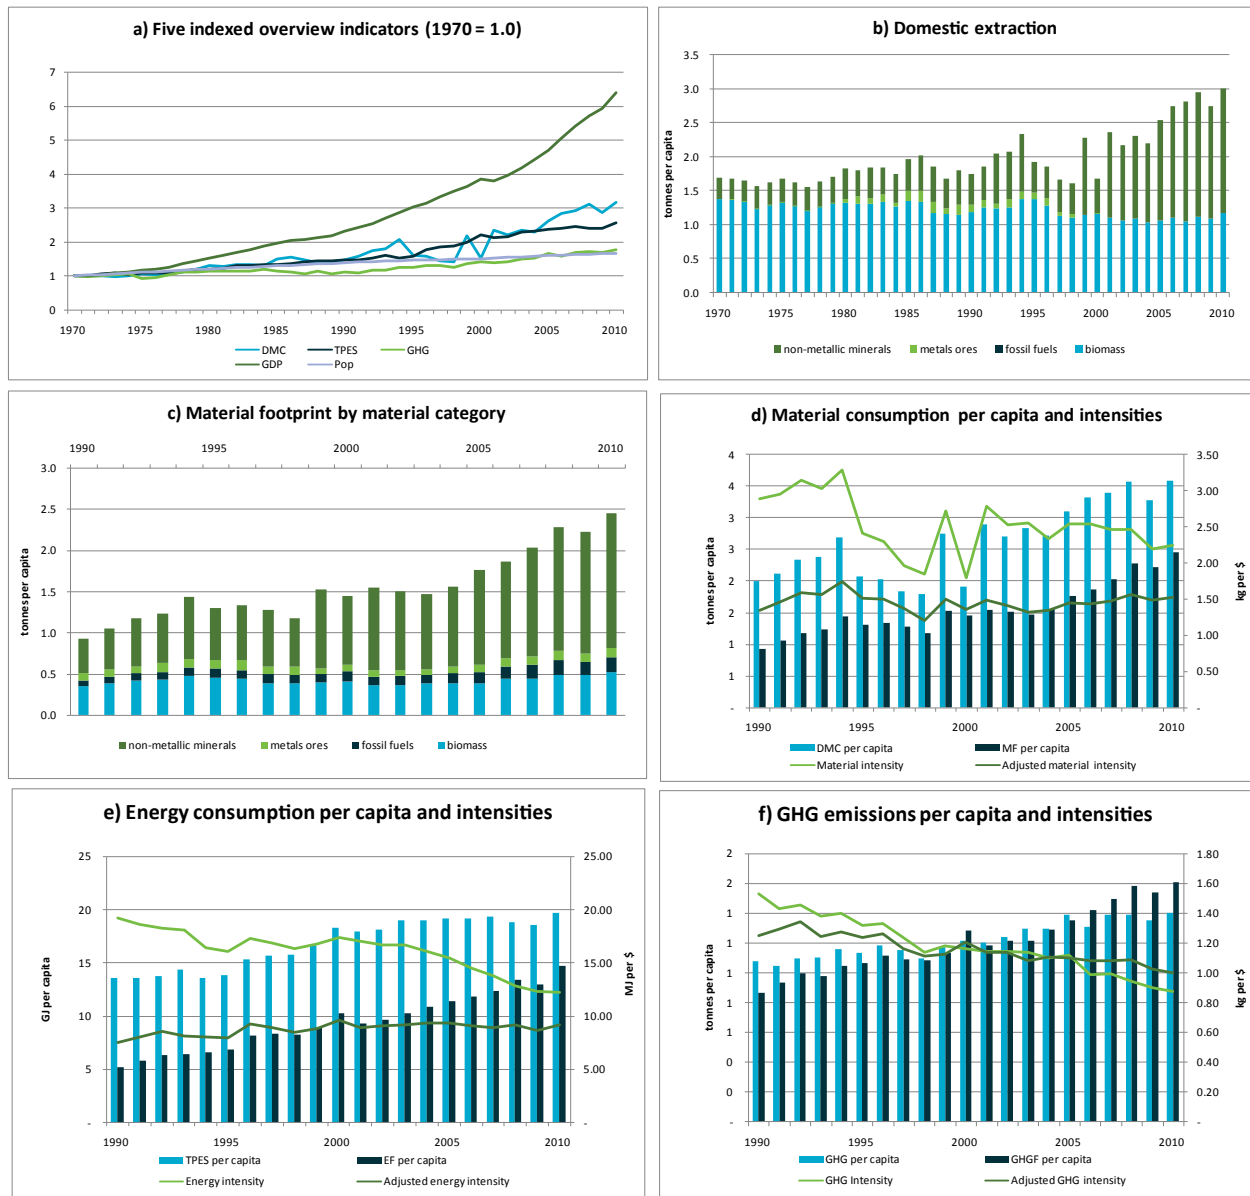 a) Five indexed overview indicators (1970 = 1.0)
7
6
5
4
3
2
1
0
1970 1975 1980 1985 1990 1995 2000 2005 2010
DMC TPES GHG
GDP Pop
b) Domestic extraction
tonnes per capita
3.5
3.0
2.5
2.0
1.5
1.0
0.5
0.0
1970 1975 1980 1985 1990 1995 2000 2005 2010
non-metallic minerals metals ores fossil fuels biomass
c) Material footprint by material category
1990 1995 2000 2005 2010
tonnes per capita
3.0
2.5
2.0
1.5
1.0
0.5
0.0
non-metallic minerals metals ores fossil fuels biomass
d) Material consumption per capita and intensities
tonnes per capita
4
4
3
3
2
2
1
1
-
kg per $
3.50
3.00
2.50
2.00
1.50
1.00
0.50
-
1990 1995 2000 2005 2010
DMC per capita MF per capita
Material intensity Adjusted material intensity
e) Energy consumption per capita and intensities
GJ per capita
25
20
15
10
5
-
MJ per $
25.00
20.00
15.00
10.00
5.00
-
1990 1995 2000 2005 2010
TPES per capita EF per capita
Energy intensity Adjusted energy intensity
f) GHG emissions per capita and intensities
tonnes per capita
2
2
1
1
1
1
1
0
0
-
kg per $
1.80
1.60
1.40
1.20
1.00
0.80
0.60
0.40
0.20
-
1990 1995 2000 2005 2010
GHG per capita GHGF per capita
GHG Intensity Adjusted GHG intensity